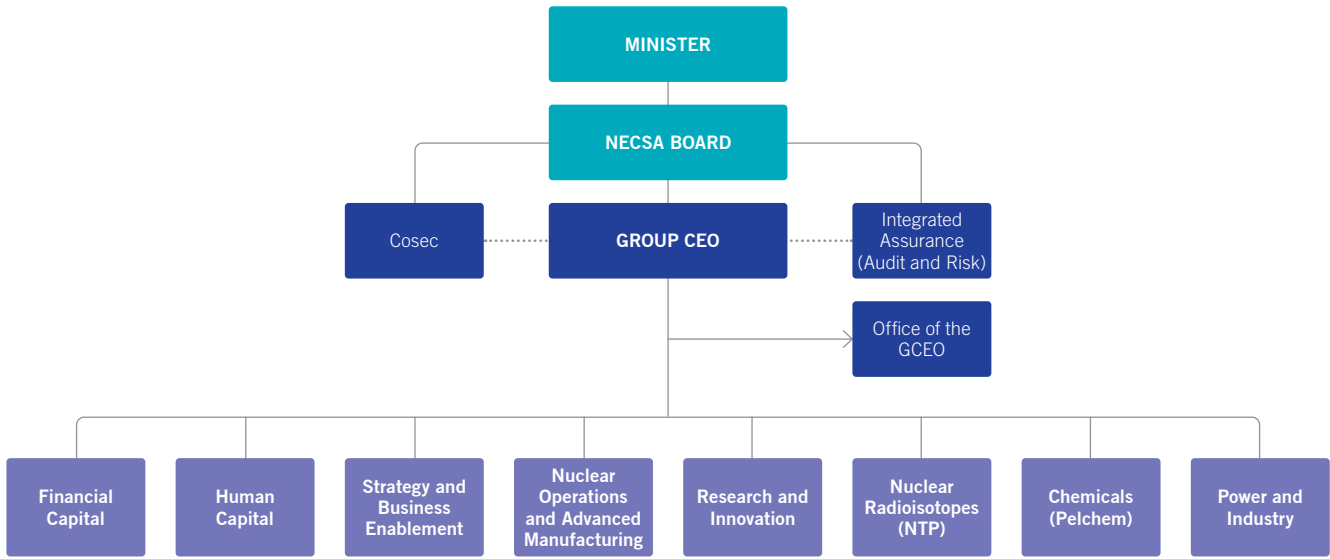 MINISTER
NECSA BOARD
Cosec
GROUP CEO
Integrated
Assurance
(Audit and Risk)
Office of the
GCEO
Financial
Capital
Human
Capital
Strategy and
Business
Enablement
Nuclear
Operations
and Advanced
Manufacturing
Research and
Innovation
Nuclear
Radioisotopes
(NTP)
Chemicals
(Pelchem)
Power and
Industry